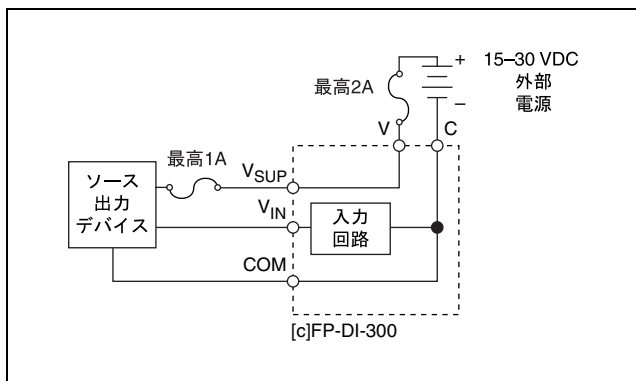 +
15–30 VDC
外部
電源
–
最高2A
V
C
最高1A
VSUP
ソース
出力
デバイス
VIN
入力
回路
COM
[c]FP-DI-300